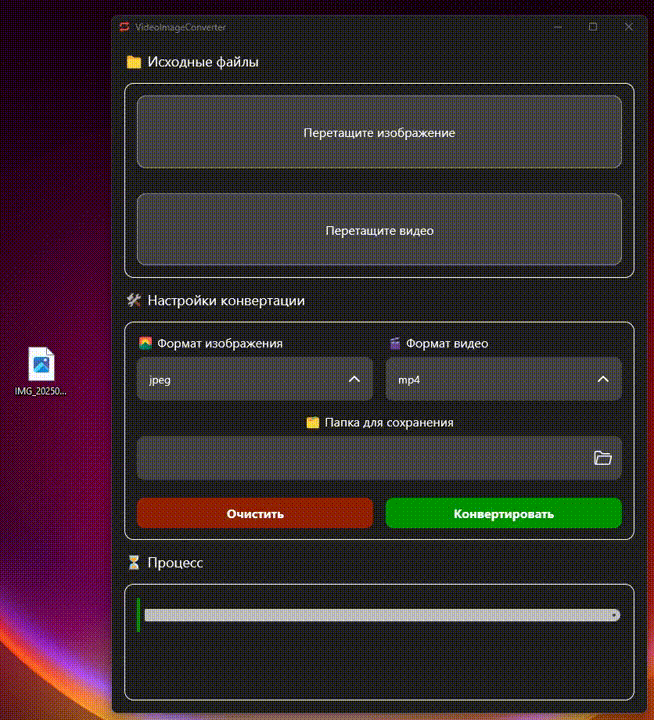 VideoImageConverter
Исходные файлы
Перетащите изображение
Перетащите видео
Настройки конвертации
Формат изображения
Формат видео
jpeg
mp4
IMG_20250...
Папка для сохранения
Очистить
Конвертировать
Процесс